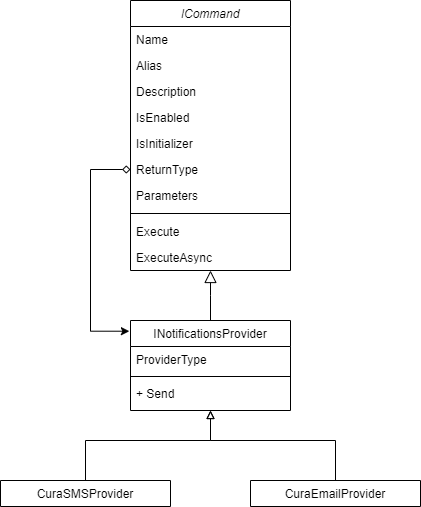 ICommand
Name
Alias
Description
IsEnabled
IsInitializer
ReturnType
Parameters
Execute
ExecuteAsync
INotificationsProvider
ProviderType
+ Send
CuraSMSProvider
CuraEmailProvider